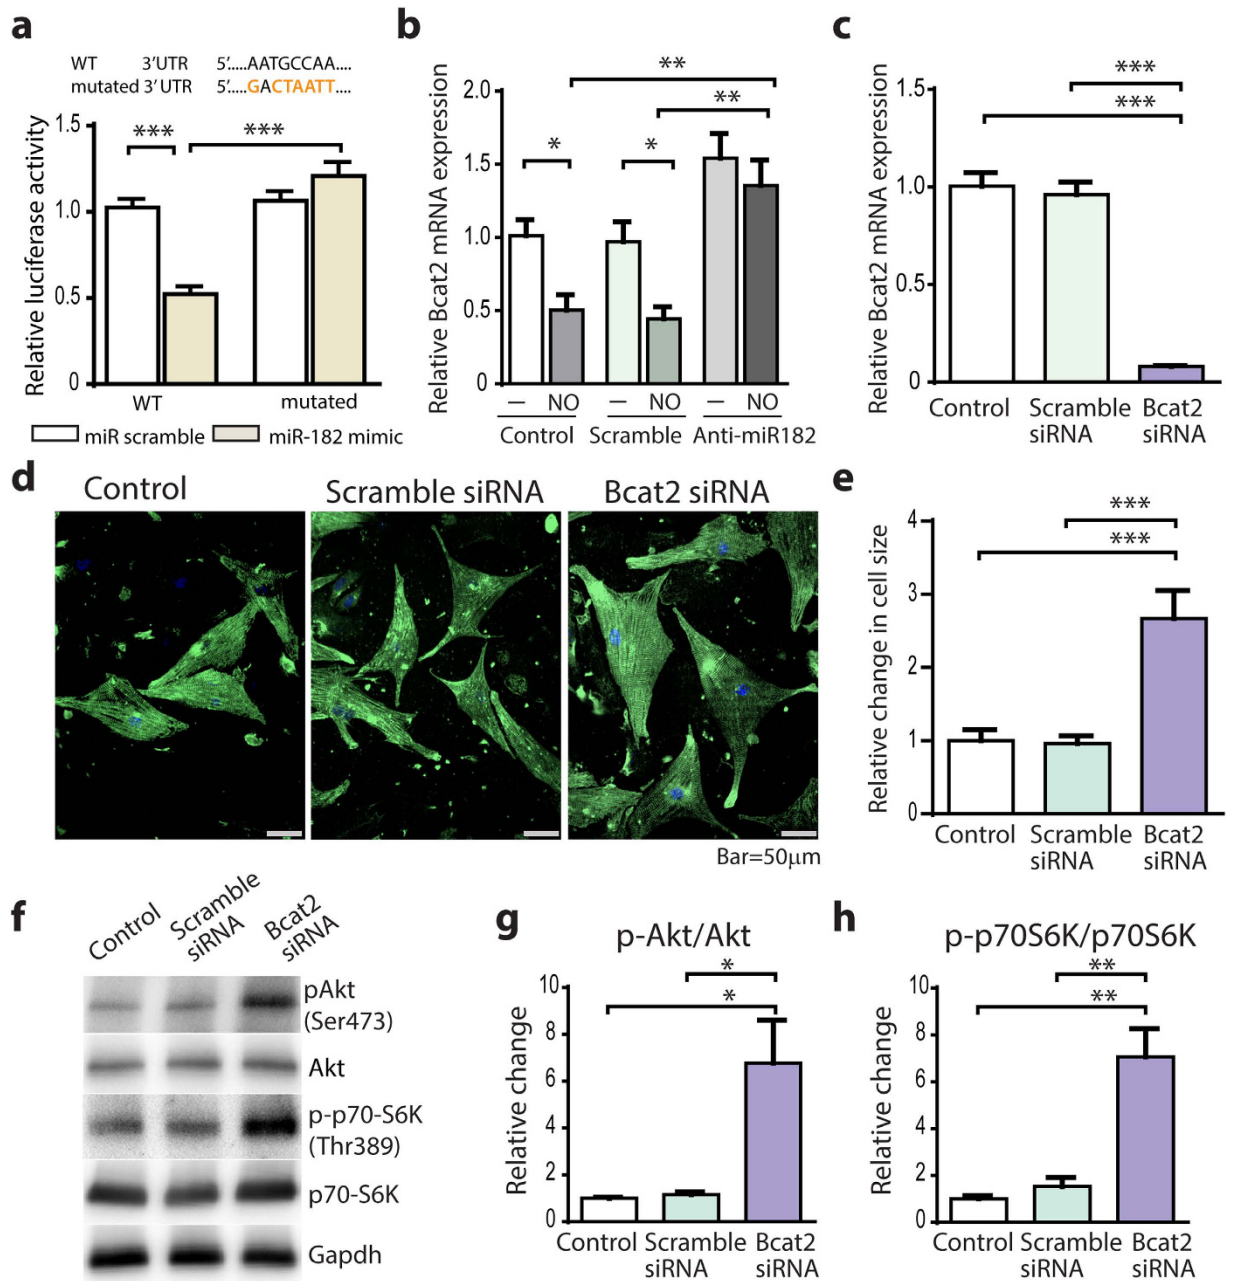 a
WT 3'UTR 5'.....AATGCCAA....
mutated 3' UTR 5'.....GACTAATT....
Relative luciferase activity
1.5
1.0
0.5
0
***
***
WT
mutated
miR scramble
miR-182 mimic
b
Relative Bcat2 mRNA expression
2.0
1.5
1.0
0.5
0
**
**
*
*
– NO – NO – NO
Control Scramble Anti-miR182
c
Relative Bcat2 mRNA expression
1.5
1.0
0.5
0
***
***
Control Scramble Bcat2
siRNA siRNA
d
Control
Scramble siRNA
Bcat2 siRNA
Bar=50µm
e
Relative change in cell size
4
3
2
1
0
***
***
Control Scramble Bcat2
siRNA siRNA
f
Control
Scramble
siRNA
Bcat2
siRNA
pAkt
(Ser473)
Akt
p-p70-S6K
(Thr389)
p70-S6K
Gapdh
g
p-Akt/Akt
Relative change
10
8
6
4
2
0
*
*
Control Scramble Bcat2
siRNA siRNA
h
p-p70S6K/p70S6K
Relative change
10
8
6
4
2
0
**
**
Control Scramble Bcat2
siRNA siRNA